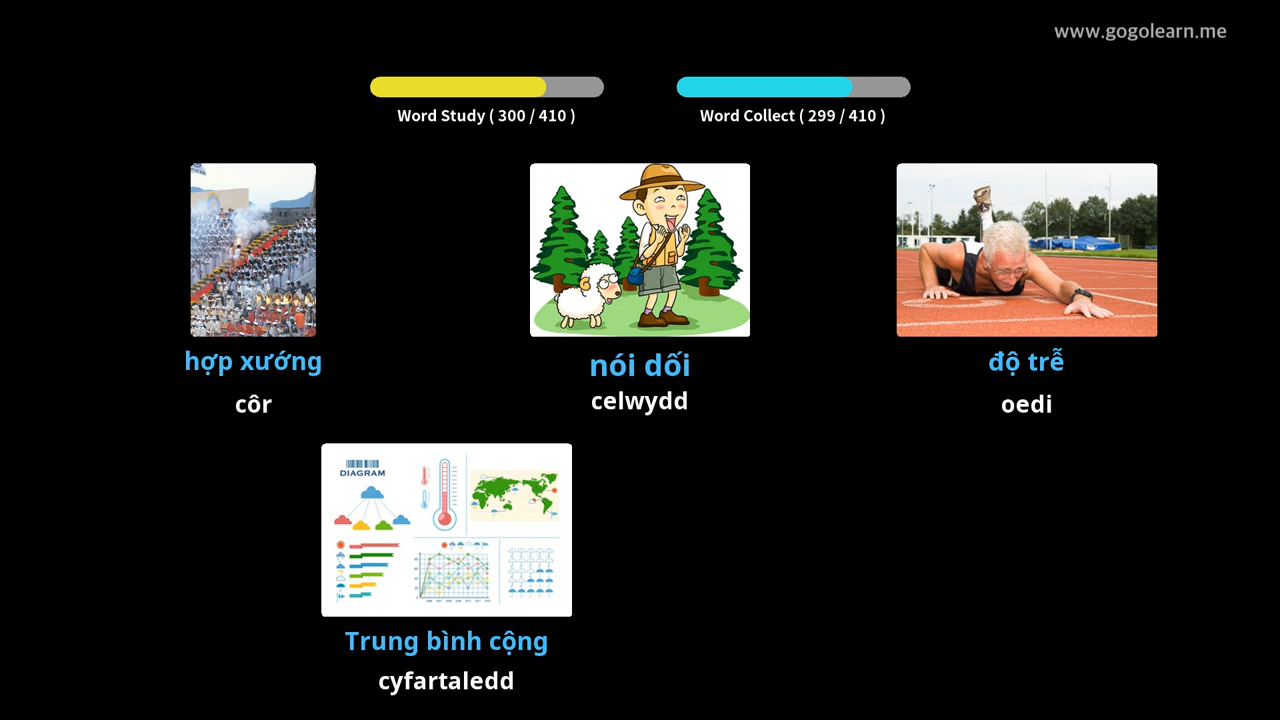 www.gogolearn.me
Word Study ( 300 / 410 )
Word Collect ( 299 / 410 )
hợp xướng
côr
nói dối
celwydd
độ trễ
oedi
DIAGRAM
Trung bình cộng
cyfartaledd